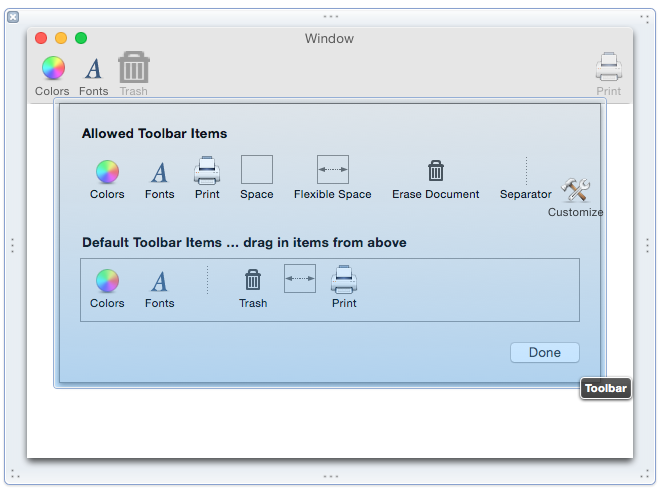 Window
Colors Fonts Trash Print
Allowed Toolbar Items
Colors Fonts Print Space Flexible Space Erase Document Separator
Customize
Default Toolbar Items ... drag in items from above
Colors Fonts Trash Print
Done
Toolbar